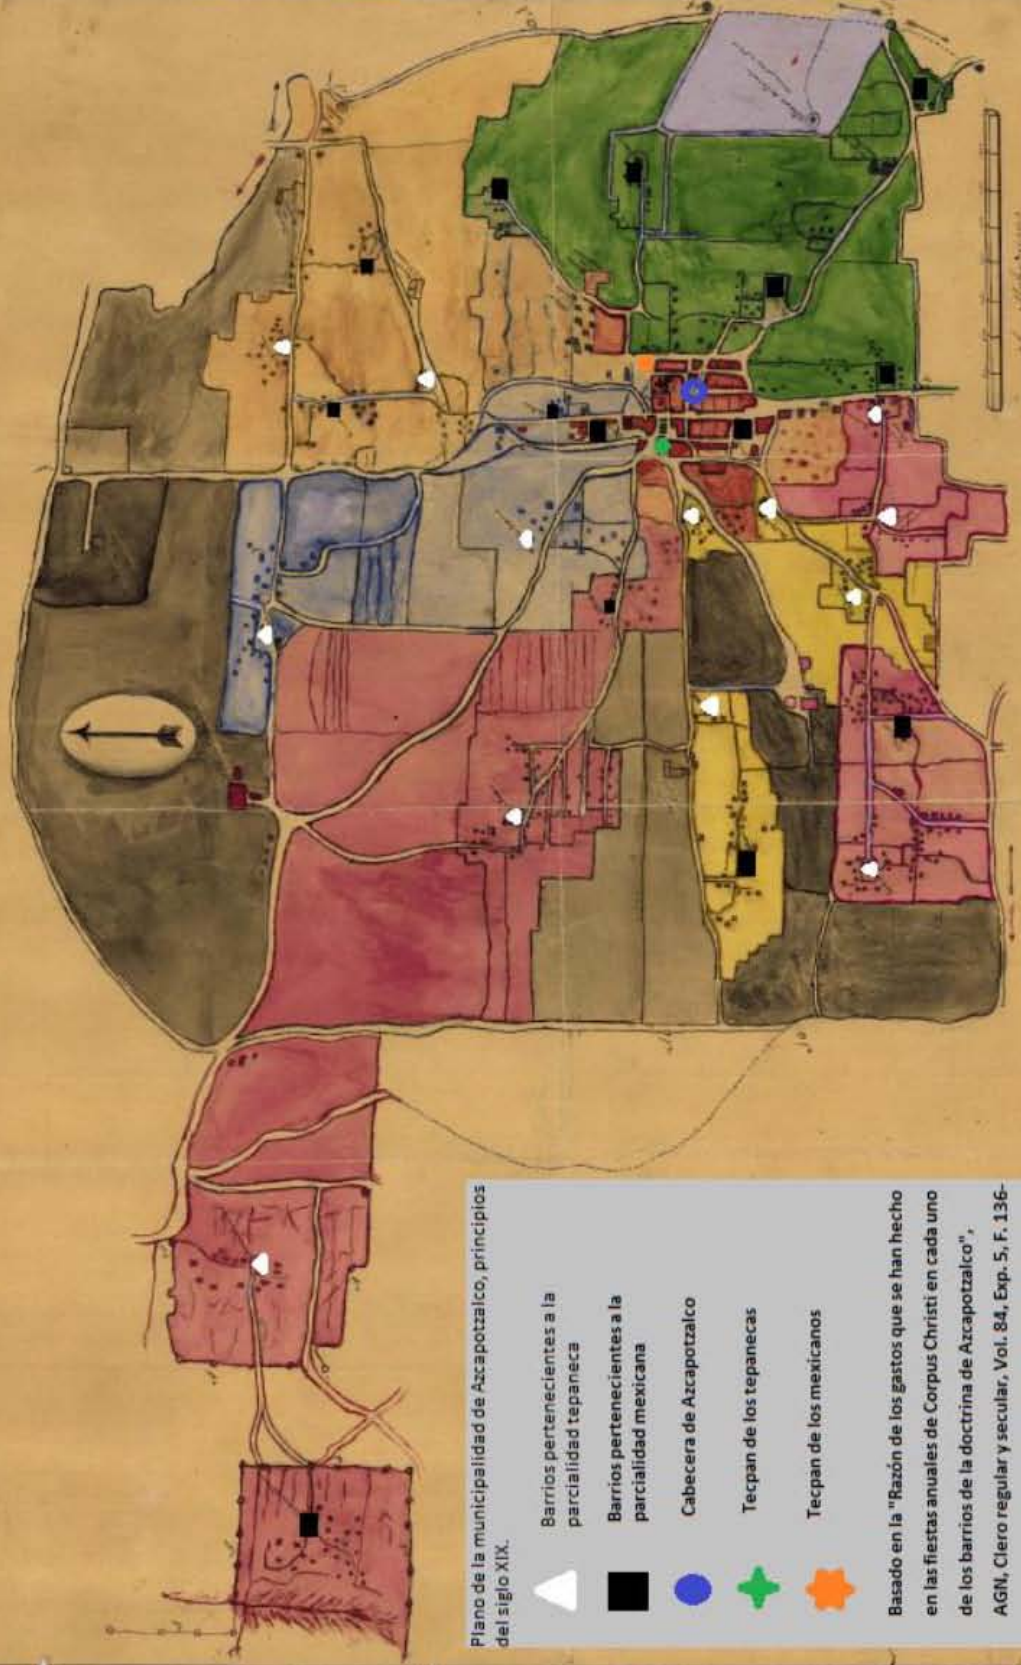 Plano de la municipalidad de Azcapotzalco, principios
del siglo XIX.
Barrios pertenecientes a la
parcialidad tepaneca
Barrios pertenecientes a la
parcialidad mexicana
Cabecera de Azcapotzalco
Tecpan de los tepanecas
Tecpan de los mexicanos
Basado en la "Razón de los gastos que se han hecho
en las fiestas anuales de Corpus Christi en cada uno
de los barrios de la doctrina de Azcapotzalco",
AGN, Clero regular y secular, Vol. 84, Exp. 5, F. 136-